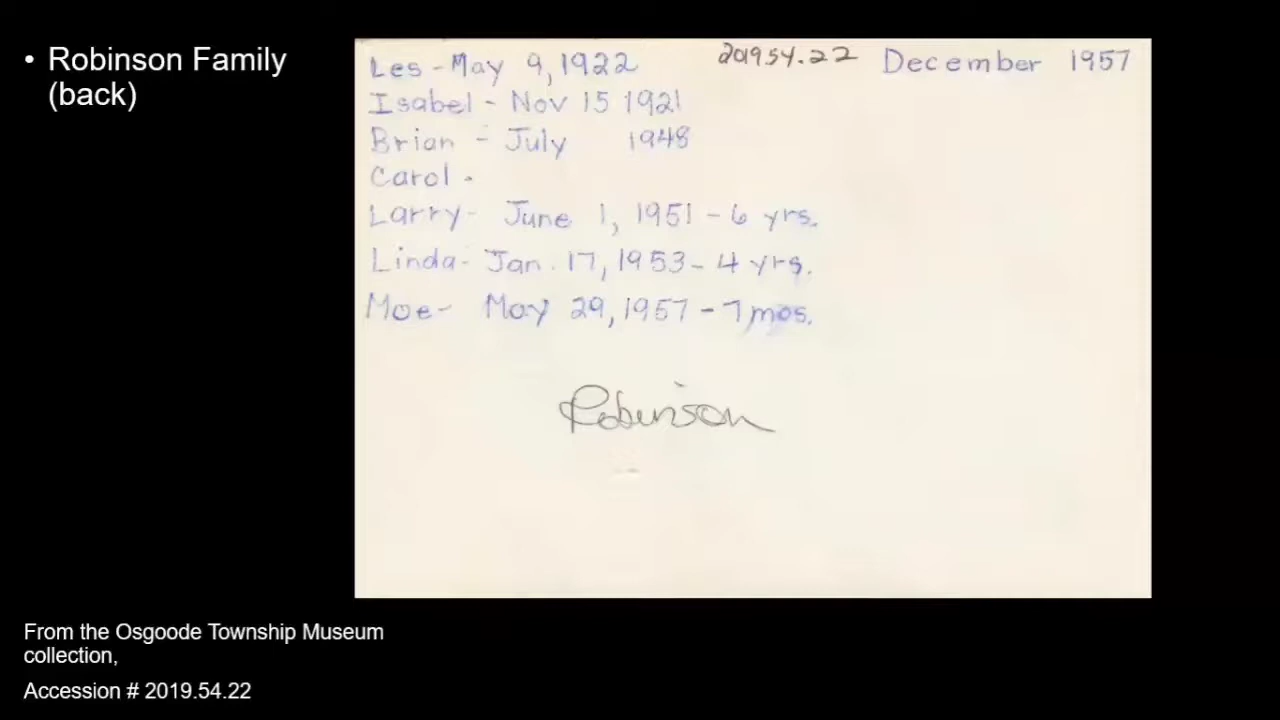 • Robinson Family
(back)
Les - May 9, 1922 201954.22 December 1957
Isabel - Nov 15 1921
Brian - July 1948
Carol -
Larry - June 1, 1951 - 6 yrs.
Linda - Jan. 17, 1953 - 4 yrs.
Moe - May 29, 1957 - 7 mos.
Robinson
From the Osgoode Township Museum
collection,
Accession # 2019.54.22